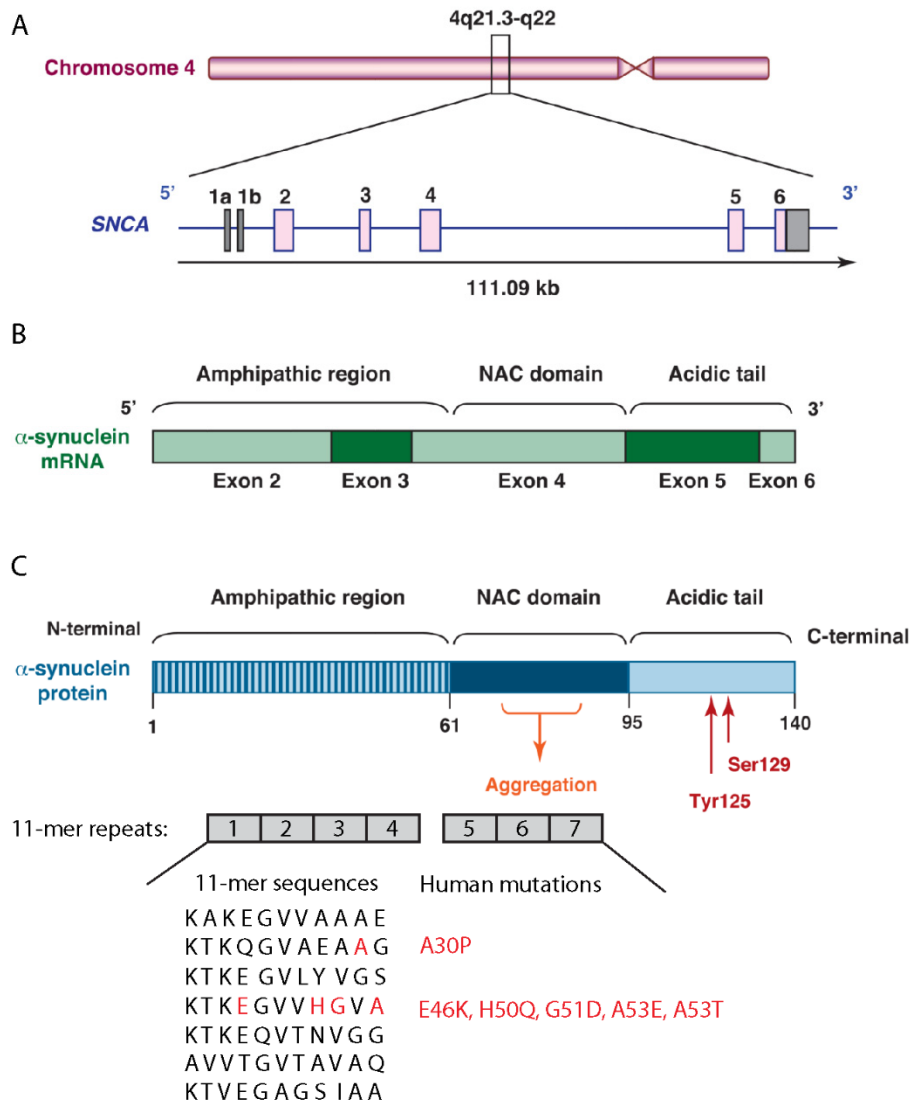 A
4q21.3-q22
Chromosome 4
5’
1a 1b 2 3 4 5 6
3’
SNCA
111.09 kb
B
Amphipathic region NAC domain Acidic tail
5’ 3’
α-synuclein
mRNA
Exon 2 Exon 3 Exon 4 Exon 5 Exon 6
C
Amphipathic region NAC domain Acidic tail
N-terminal C-terminal
α-synuclein
protein
1 61 95 140
Aggregation
Ser129
Tyr125
11-mer repeats: 1 2 3 4 5 6 7
11-mer sequences Human mutations
K A K E G V V A A A E
K T K Q G V A E A A G A30P
K T K E G V L Y V G S
K T K E G V V H G V A E46K, H50Q, G51D, A53E, A53T
K T K E Q V T N V G G
A V V T G V T A V A Q
K T V E G A G S I A A